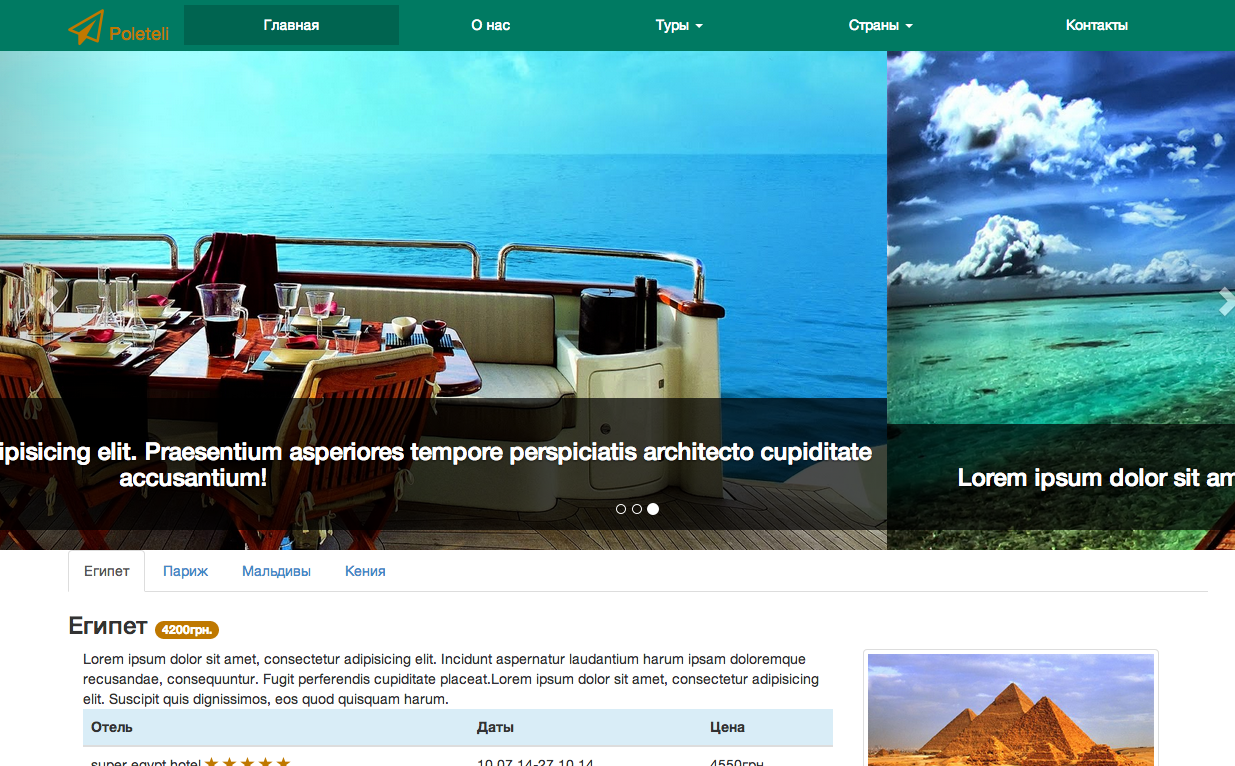 Poleteli
Главная
О нас
Туры
Страны
Контакты
ipisicing elit. Praesentium asperiores tempore perspiciatis architecto cupiditate
accusantium!
Lorem ipsum dolor sit am
Египет
Париж
Мальдивы
Кения
Египет 4200грн.
Lorem ipsum dolor sit amet, consectetur adipisicing elit. Incidunt aspernatur laudantium harum ipsam doloremque
recusandae, consequuntur. Fugit perferendis cupiditate placeat.Lorem ipsum dolor sit amet, consectetur adipisicing
elit. Suscipit quis dignissimos, eos quod quisquam harum.
Отель Даты Цена
super egypt hotel 10.07.14-27.10.14 4550грн.